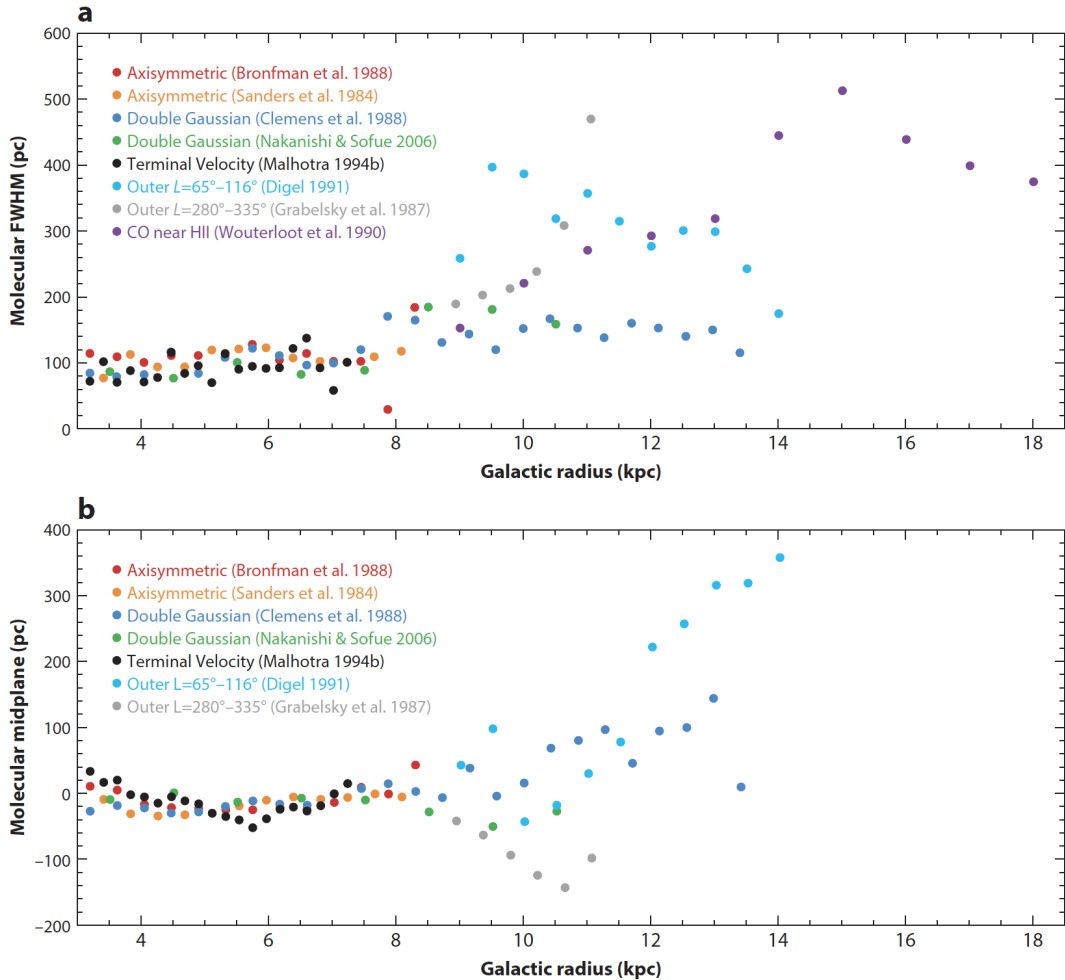 a
600
500
400
300
200
100
0
Molecular FWHM (pc)
Axisymmetric (Bronfman et al. 1988)
Axisymmetric (Sanders et al. 1984)
Double Gaussian (Clemens et al. 1988)
Double Gaussian (Nakanishi & Sofue 2006)
Terminal Velocity (Malhotra 1994b)
Outer L=65°–116° (Digel 1991)
Outer L=280°–335° (Grabelsky et al. 1987)
CO near HII (Wouterloot et al. 1990)
4 6 8 10 12 14 16 18
Galactic radius (kpc)
b
400
300
200
100
0
–100
–200
Molecular midplane (pc)
Axisymmetric (Bronfman et al. 1988)
Axisymmetric (Sanders et al. 1984)
Double Gaussian (Clemens et al. 1988)
Double Gaussian (Nakanishi & Sofue 2006)
Terminal Velocity (Malhotra 1994b)
Outer L=65°–116° (Digel 1991)
Outer L=280°–335° (Grabelsky et al. 1987)
4 6 8 10 12 14 16 18
Galactic radius (kpc)